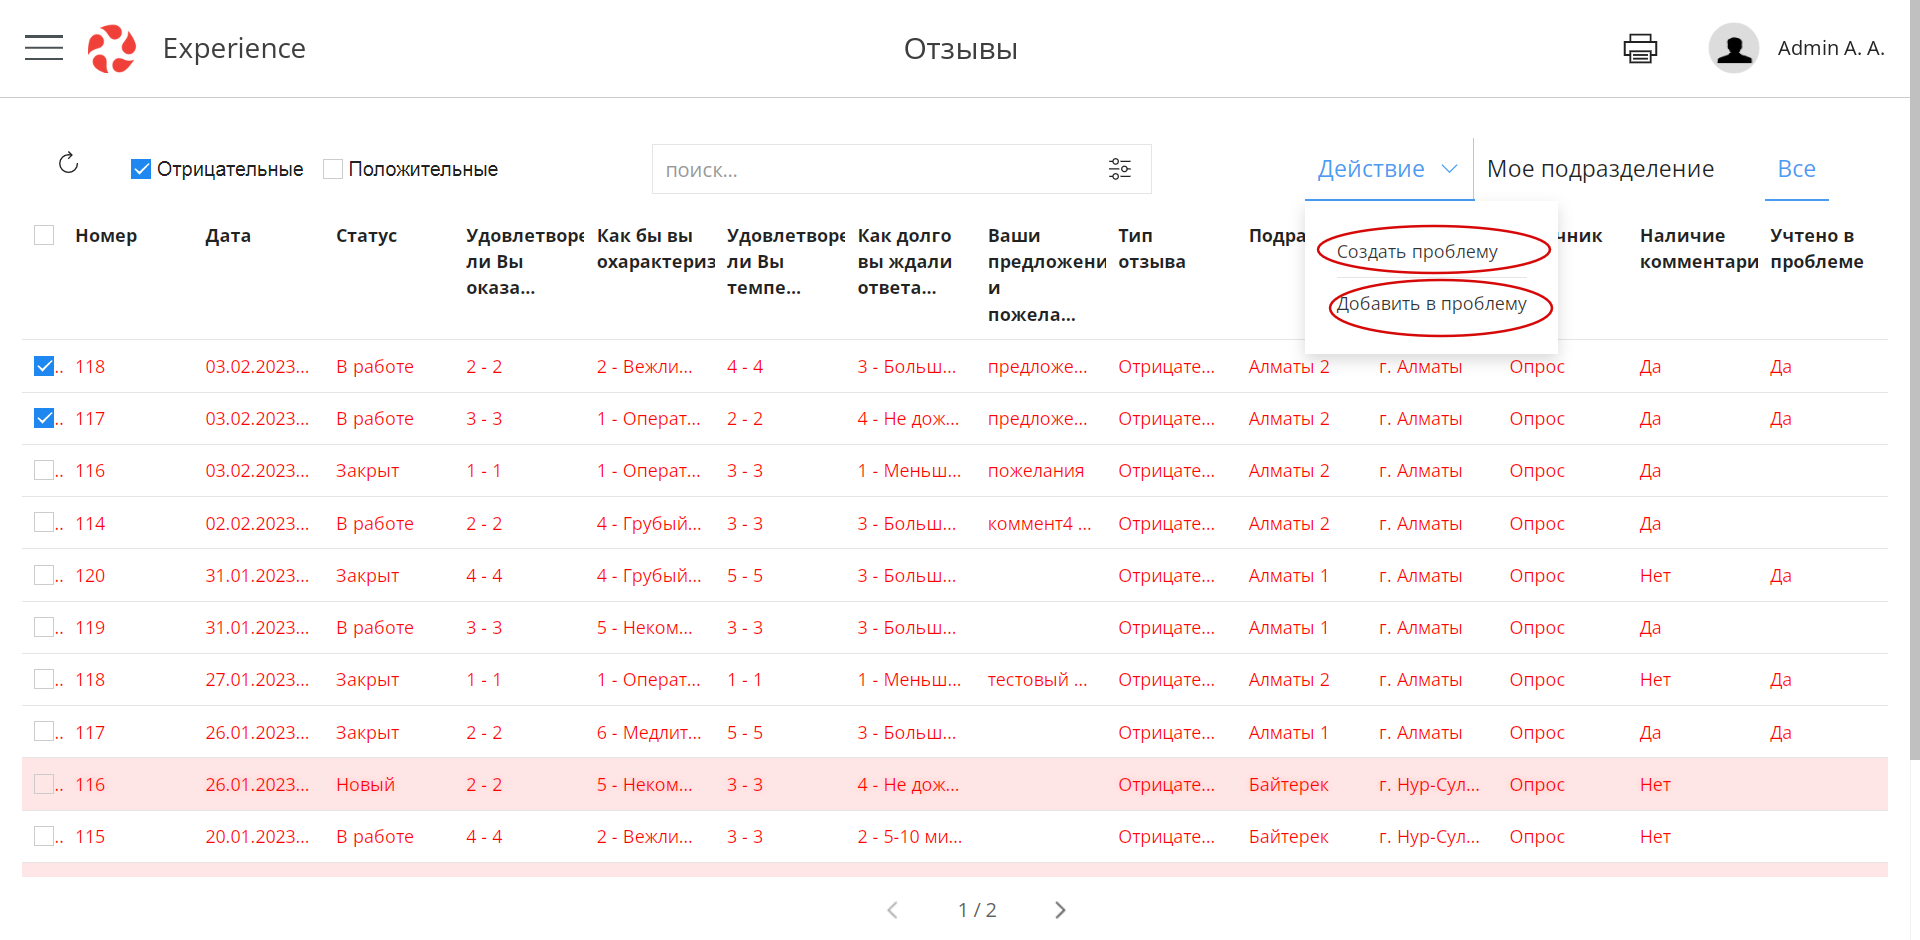 Experience
Отзывы
Admin A. A.
Отрицательные
Положительные
поиск...
Действие
Мое подразделение
Все
Создать проблему
Добавить в проблему
Номер
Дата
Статус
Удовлетворе
ли Вы
оказа...
Как бы вы
охарактериз
Удовлетворе
ли Вы
темпе...
Как долго
вы ждали
ответа...
Ваши
предложени
и
пожела...
Тип
отзыва
Подра
чник
Наличие
комментари
Учтено в
проблеме
.. 118 03.02.2023... В работе 2 - 2 2 - Вежли... 4 - 4 3 - Больш... предложе... Отрицате... Алматы 2 г. Алматы Опрос Да Да
.. 117 03.02.2023... В работе 3 - 3 1 - Операт... 2 - 2 4 - Не дож... предложе... Отрицате... Алматы 2 г. Алматы Опрос Да Да
.. 116 03.02.2023... Закрыт 1 - 1 1 - Операт... 3 - 3 1 - Меньш... пожелания Отрицате... Алматы 2 г. Алматы Опрос Да
.. 114 02.02.2023... В работе 2 - 2 4 - Грубый... 3 - 3 3 - Больш... коммент4 ... Отрицате... Алматы 2 г. Алматы Опрос Да
.. 120 31.01.2023... Закрыт 4 - 4 4 - Грубый... 5 - 5 3 - Больш... Отрицате... Алматы 1 г. Алматы Опрос Нет Да
.. 119 31.01.2023... В работе 3 - 3 5 - Неком... 3 - 3 3 - Больш... Отрицате... Алматы 1 г. Алматы Опрос Да
.. 118 27.01.2023... Закрыт 1 - 1 1 - Операт... 1 - 1 1 - Меньш... тестовый ... Отрицате... Алматы 2 г. Алматы Опрос Нет Да
.. 117 26.01.2023... Закрыт 2 - 2 6 - Медлит... 5 - 5 3 - Больш... Отрицате... Алматы 1 г. Алматы Опрос Да Да
.. 116 26.01.2023... Новый 2 - 2 5 - Неком... 3 - 3 4 - Не дож... Отрицате... Байтерек г. Нур-Сул... Опрос Нет
.. 115 20.01.2023... В работе 4 - 4 2 - Вежли... 3 - 3 2 - 5-10 ми... Отрицате... Байтерек г. Нур-Сул... Опрос Нет
1 / 2